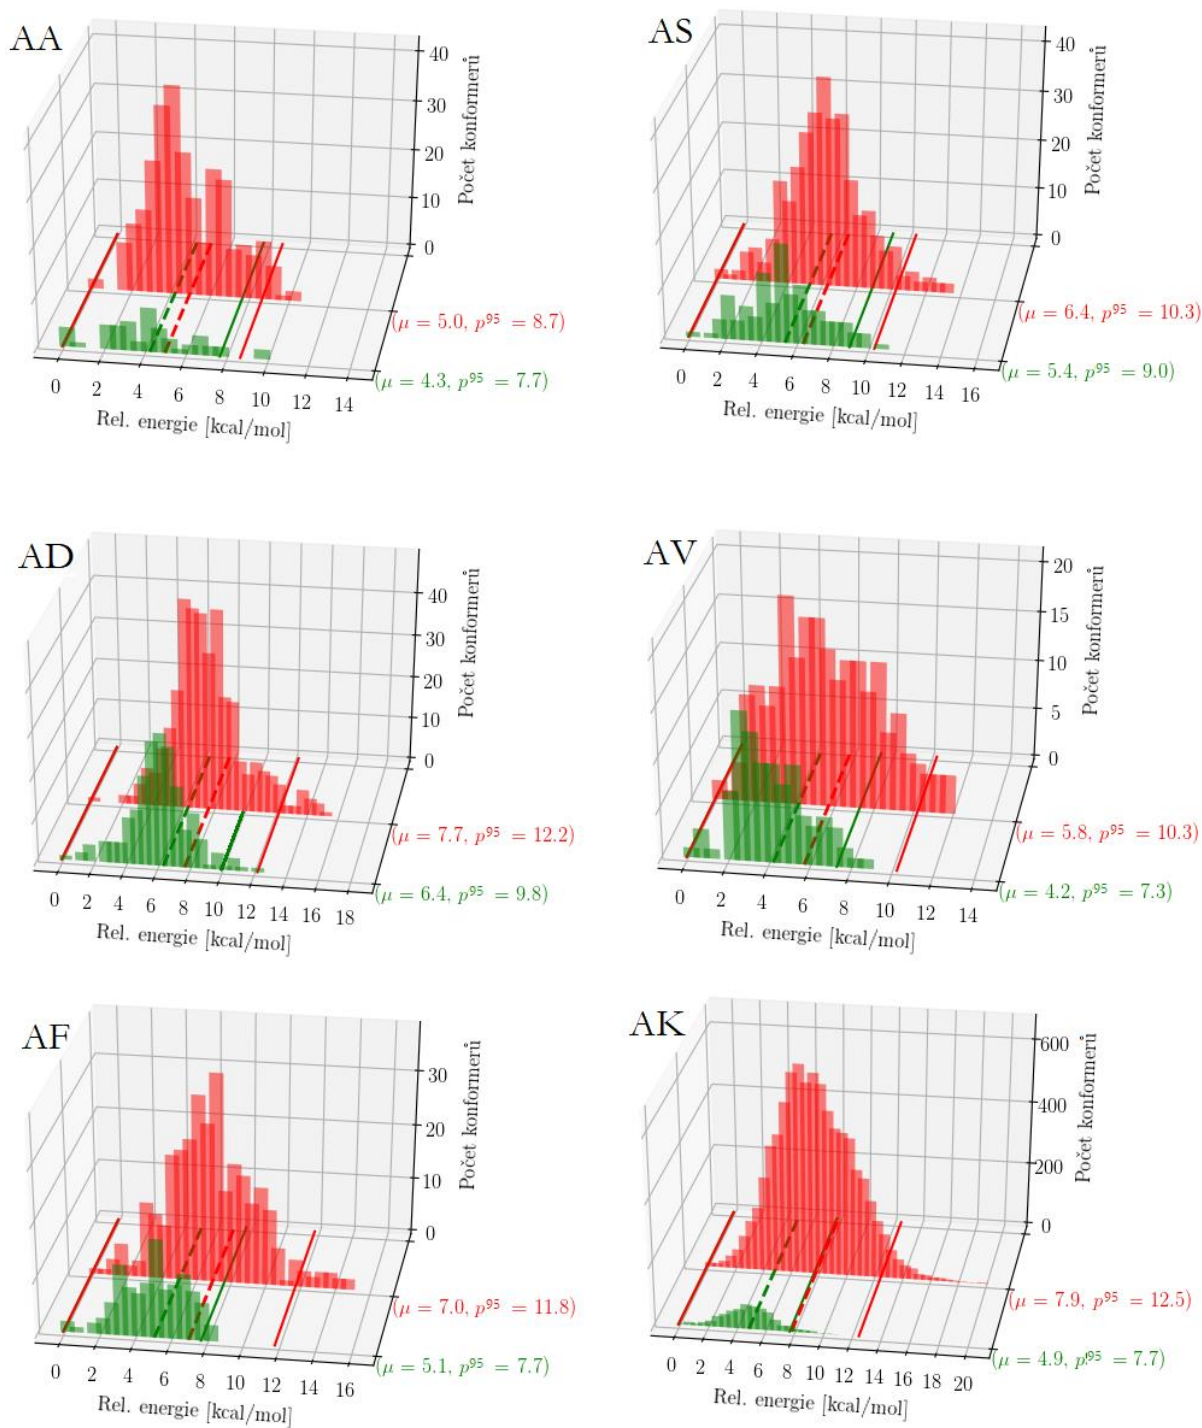 AA
40
30
20
10
0
Počet konformerů
(μ = 5.0, p⁹⁵ = 8.7)
(μ = 4.3, p⁹⁵ = 7.7)
0 2 4 6 8 10 12 14
Rel. energie [kcal/mol]
AS
40
30
20
10
0
Počet konformerů
(μ = 6.4, p⁹⁵ = 10.3)
(μ = 5.4, p⁹⁵ = 9.0)
0 2 4 6 8 10 12 14 16
Rel. energie [kcal/mol]
AD
40
30
20
10
0
Počet konformerů
(μ = 7.7, p⁹⁵ = 12.2)
(μ = 6.4, p⁹⁵ = 9.8)
0 2 4 6 8 10 12 14 16 18
Rel. energie [kcal/mol]
AV
20
15
10
5
0
Počet konformerů
(μ = 5.8, p⁹⁵ = 10.3)
(μ = 4.2, p⁹⁵ = 7.3)
0 2 4 6 8 10 12 14
Rel. energie [kcal/mol]
AF
30
20
10
0
Počet konformerů
(μ = 7.0, p⁹⁵ = 11.8)
(μ = 5.1, p⁹⁵ = 7.7)
0 2 4 6 8 10 12 14 16
Rel. energie [kcal/mol]
AK
600
400
200
0
Počet konformerů
(μ = 7.9, p⁹⁵ = 12.5)
(μ = 4.9, p⁹⁵ = 7.7)
0 2 4 6 8 10 12 14 16 18 20
Rel. energie [kcal/mol]